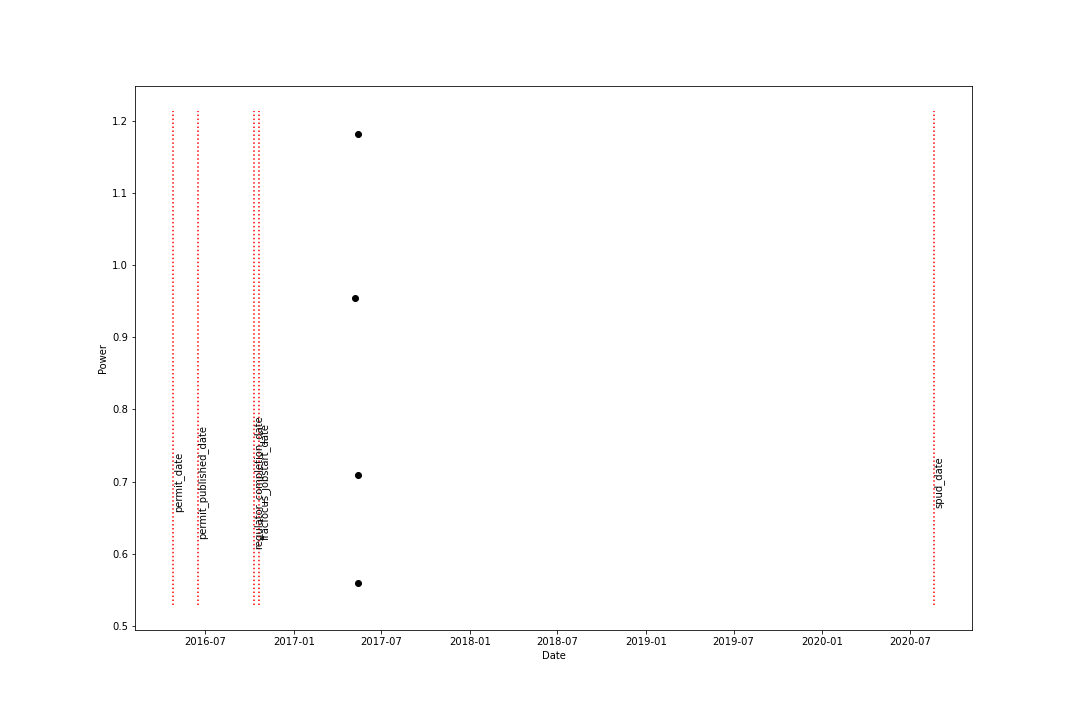 1.2
1.1
1.0
0.9
0.8
0.7
0.6
0.5
Power
permit_date
permit_published_date
regulator_completion_date
fracfocus_jobstart_date
spud_date
2016-07
2017-01
2017-07
2018-01
2018-07
2019-01
2019-07
2020-01
2020-07
Date